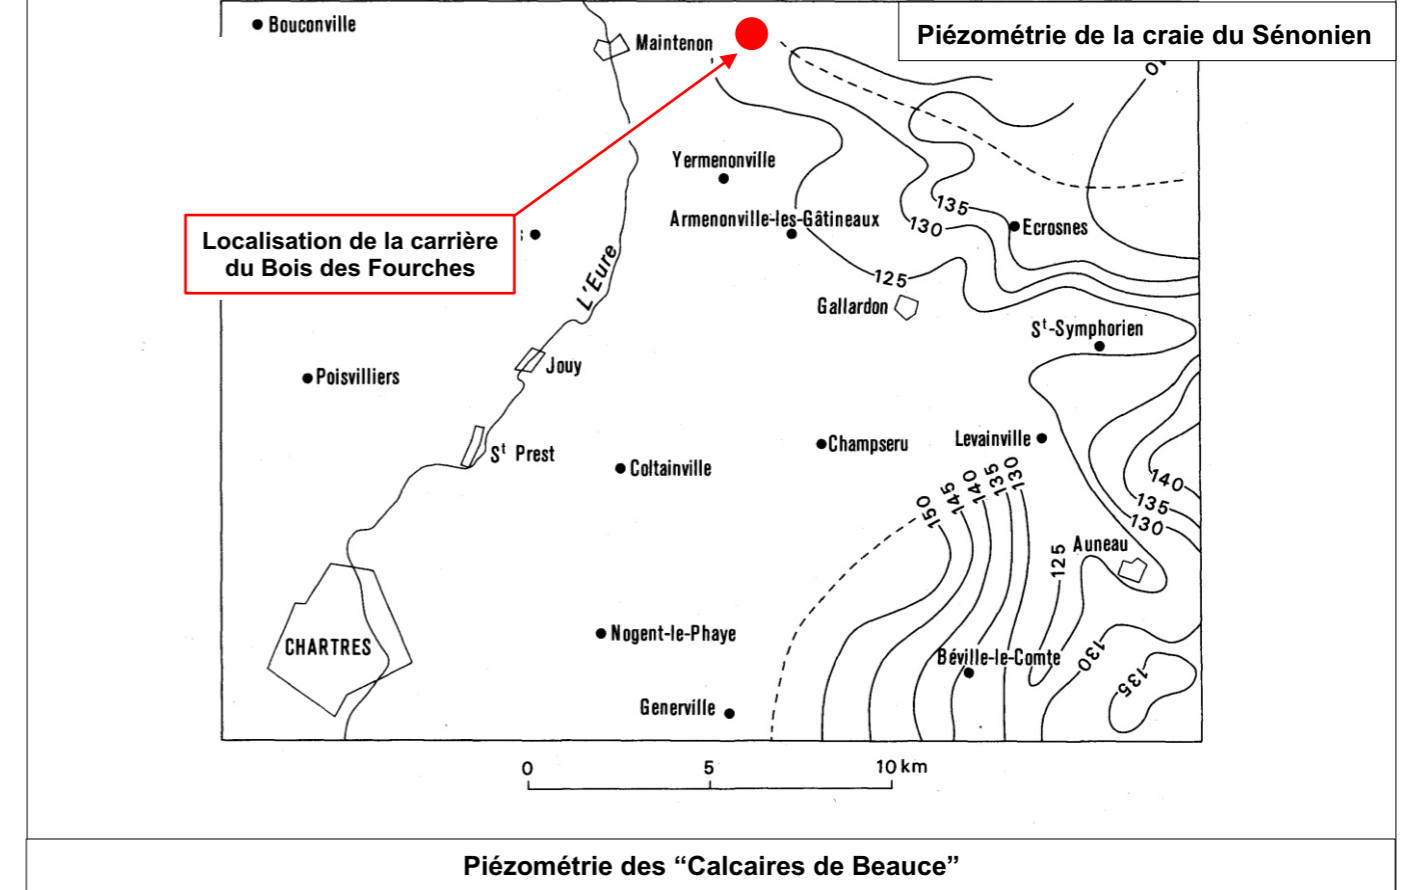 Bouconville
Maintenon
Piézométrie de la craie du Sénonien
Yermenonville
Armenonville-les-Gâtineaux
135
130
Ecrosnes
Localisation de la carrière
du Bois des Fourches
L'Eure
125
Gallardon
Sᵗ-Symphorien
Jouy
Poisvilliers
Sᵗ Prest
Coltainville
Champseru
Levainville
150
145
140
135
130
140
135
130
Auneau
125
CHARTRES
Nogent-le-Phaye
Béville-le-Comte
130
135
Generville
0 5 10 km
Piézométrie des “Calcaires de Beauce”